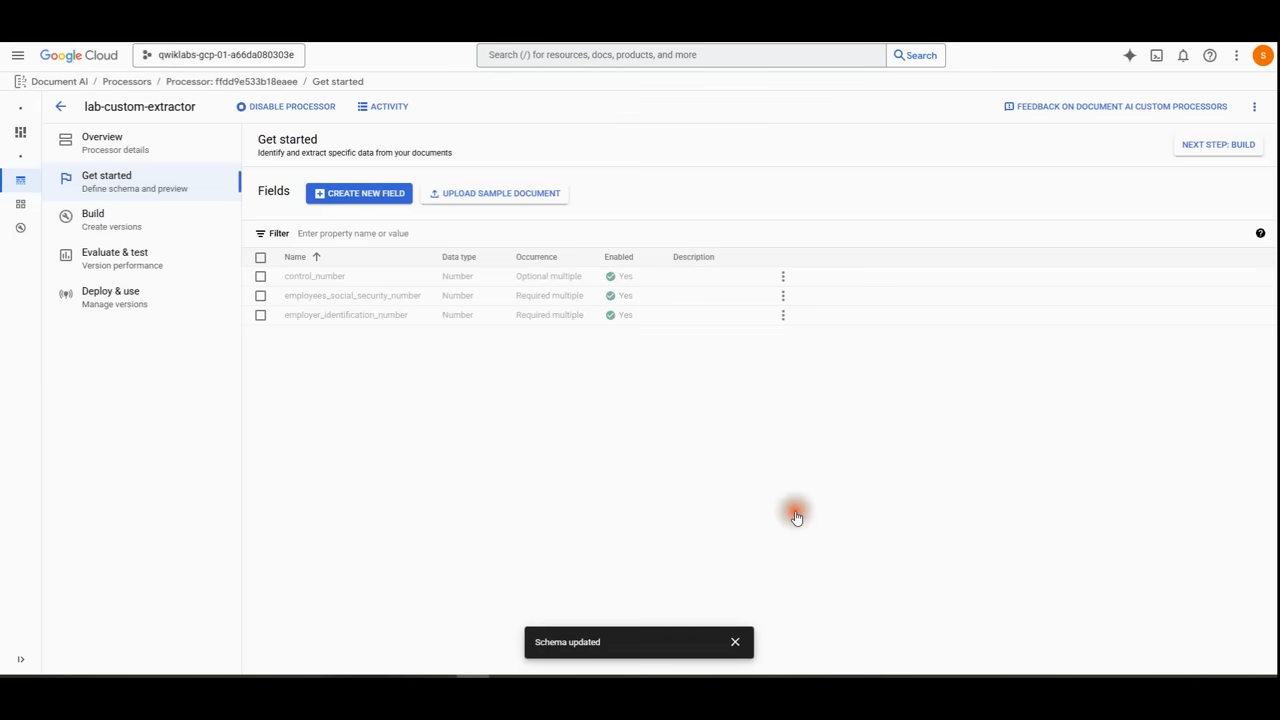 Google Cloud qwiklabs-gcp-01-a66da080303e Search (/) for resources, docs, products, and more Search S
Document AI / Processors / Processor: ffdd9e533b18eaee / Get started
lab-custom-extractor DISABLE PROCESSOR ACTIVITY FEEDBACK ON DOCUMENT AI CUSTOM PROCESSORS
Overview
Processor details
Get started
Define schema and preview
Build
Create versions
Evaluate & test
Version performance
Deploy & use
Manage versions
Get started
Identify and extract specific data from your documents
NEXT STEP: BUILD
Fields CREATE NEW FIELD UPLOAD SAMPLE DOCUMENT
Filter Enter property name or value
Name Data type Occurrence Enabled Description
control_number Number Optional multiple Yes
employees_social_security_number Number Required multiple Yes
employer_identification_number Number Required multiple Yes
Schema updated